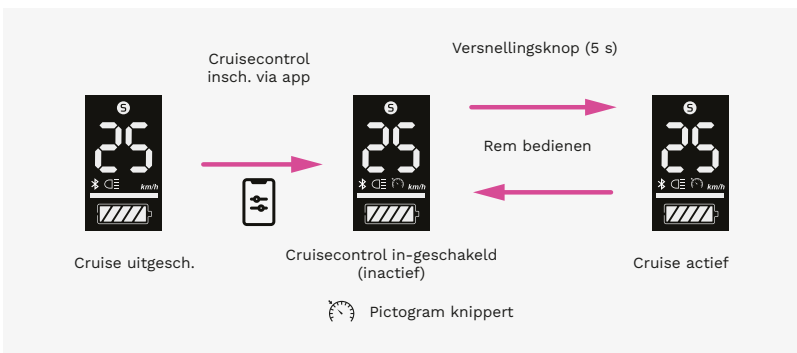 Cruisecontrol
insch. via app
Versnellingsknop (5 s)
Rem bedienen
S
25
km/h
S
25
km/h
S
25
km/h
Cruise uitgesch.
Cruisecontrol in-geschakeld
(inactief)
Cruise actief
Pictogram knippert